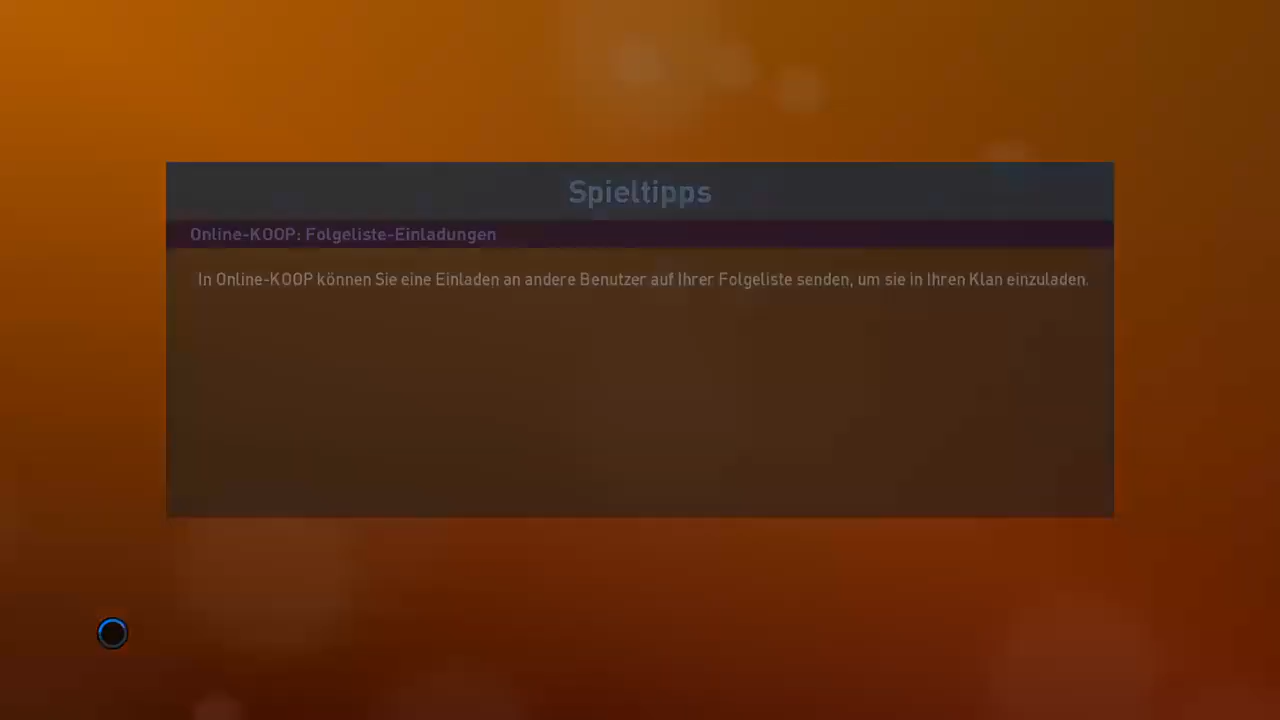 Spieltipps
Online-KOOP: Folgeliste-Einladungen
In Online-KOOP können Sie eine Einladen an andere Benutzer auf Ihrer Folgeliste senden, um sie in Ihren Klan einzuladen.